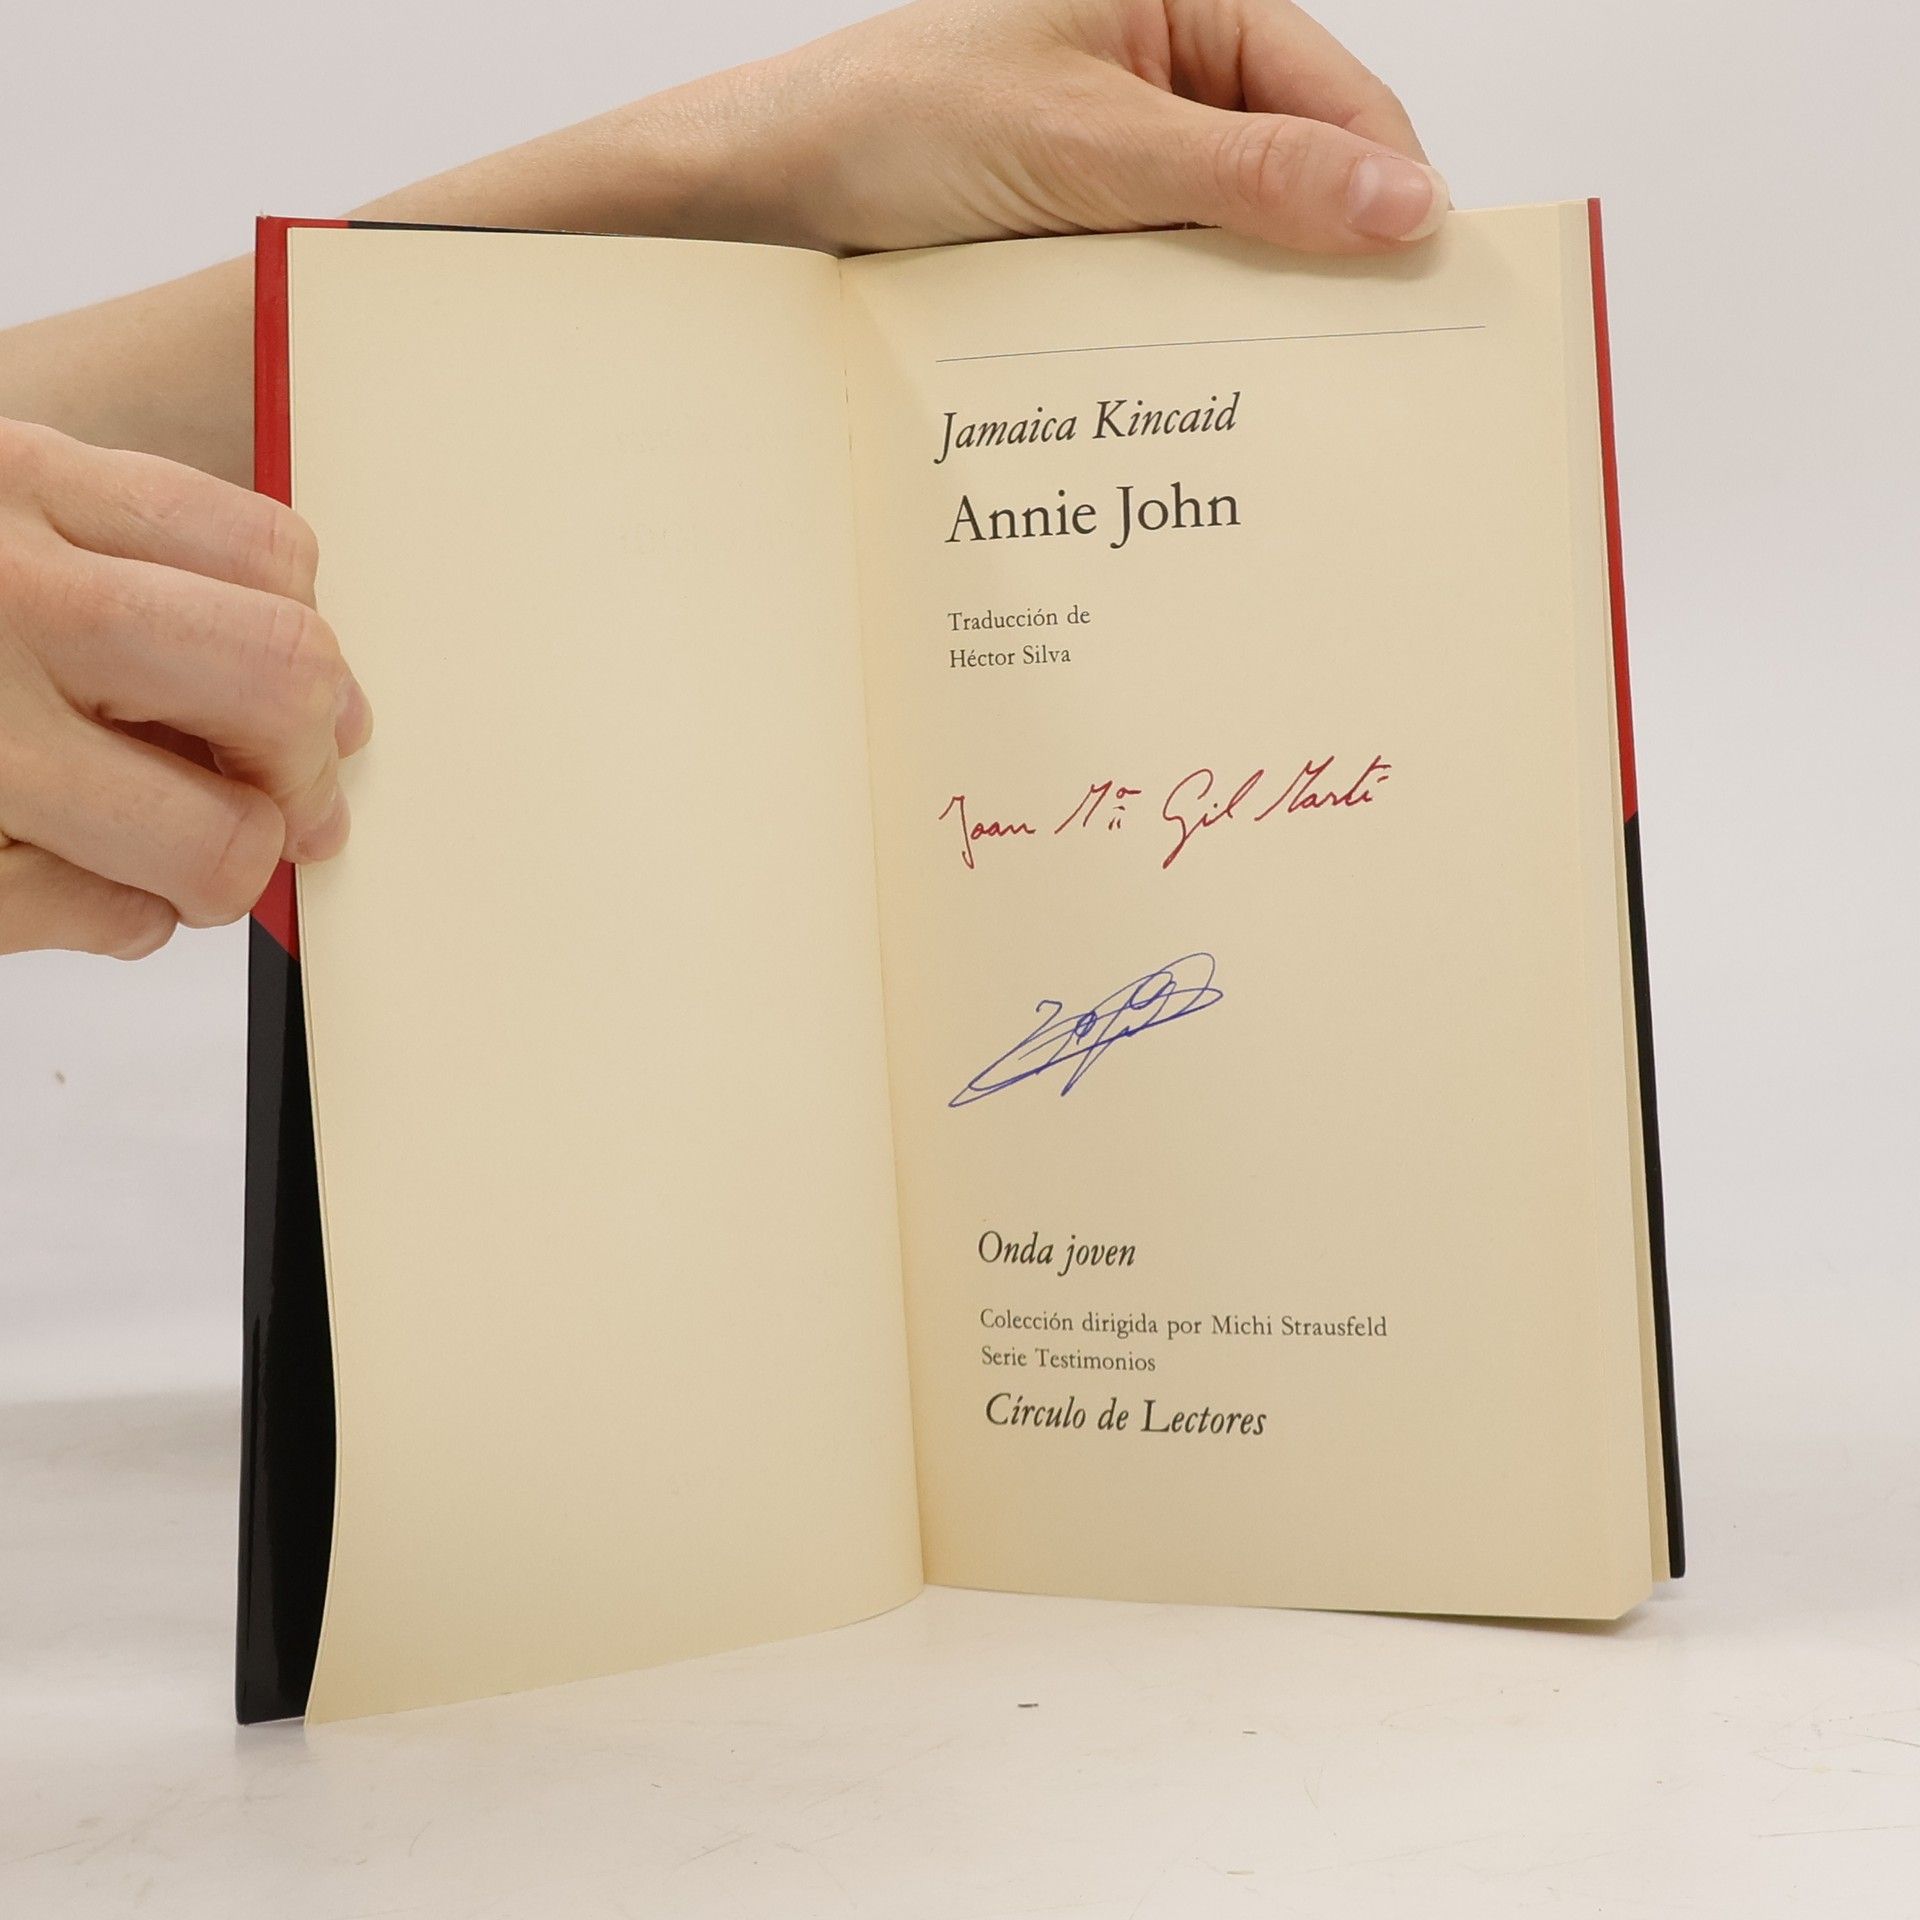 Jamaica Kincaid
Annie John
Traducción de
Héctor Silva
Joan Mª Gil Martí
Onda joven
Colección dirigida por Michi Strausfeld
Serie Testimonios
Círculo de Lectores